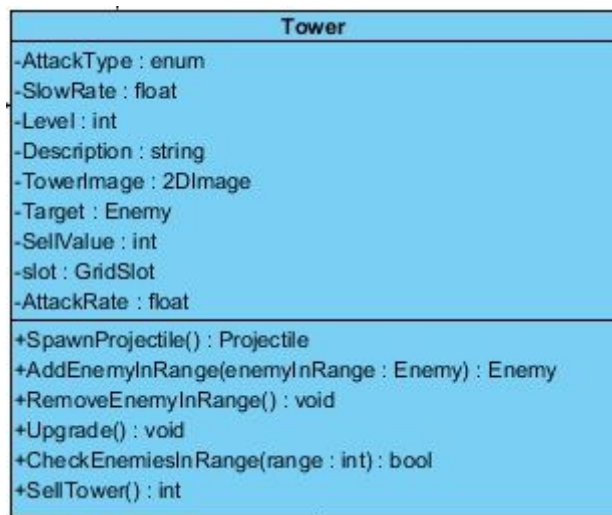 Tower
-AttackType : enum
-SlowRate : float
-Level : int
-Description : string
-TowerImage : 2DImage
-Target : Enemy
-SellValue : int
-slot : GridSlot
-AttackRate : float
+SpawnProjectile() : Projectile
+AddEnemyInRange(enemyInRange : Enemy) : Enemy
+RemoveEnemyInRange() : void
+Upgrade() : void
+CheckEnemiesInRange(range : int) : bool
+SellTower() : int